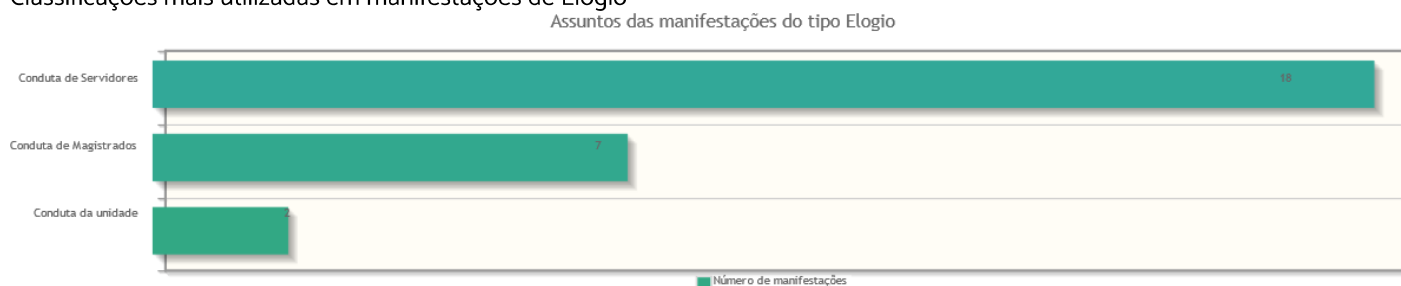 Classificações mais utilizadas em manifestações de Elogio
Assuntos das manifestações do tipo Elogio
Conduta de Servidores
18
Conduta de Magistrados
7
Conduta da unidade
2
Número de manifestações